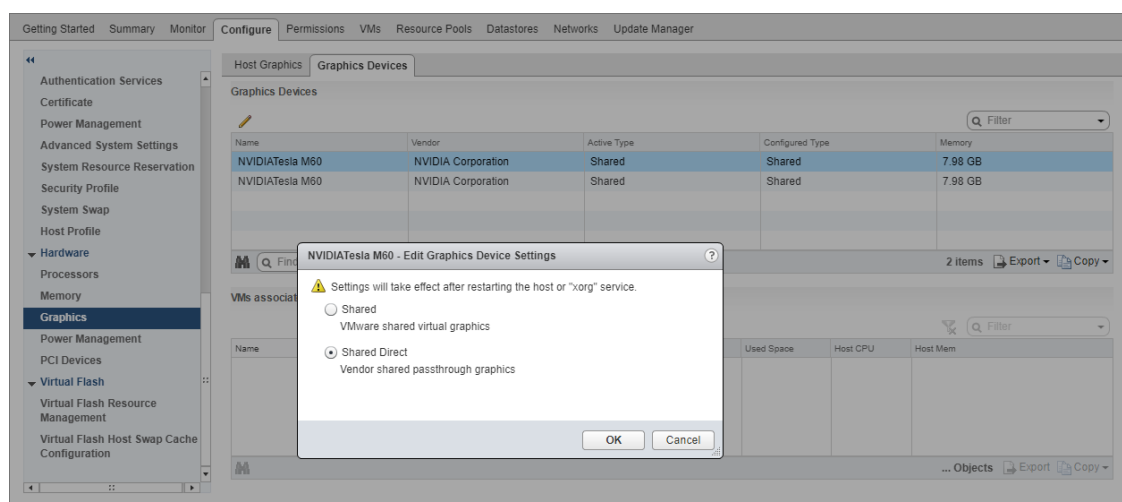 Getting Started Summary Monitor Configure Permissions VMs Resource Pools Datastores Networks Update Manager
Host Graphics Graphics Devices
Authentication Services
Certificate
Power Management
Advanced System Settings
System Resource Reservation
Security Profile
System Swap
Host Profile
Hardware
Processors
Memory
Graphics
Power Management
PCI Devices
Virtual Flash
Virtual Flash Resource
Management
Virtual Flash Host Swap Cache
Configuration
Graphics Devices
Filter
Name Vendor Active Type Configured Type Memory
NVIDIATesla M60 NVIDIA Corporation Shared Shared 7.98 GB
NVIDIATesla M60 NVIDIA Corporation Shared Shared 7.98 GB
Find
2 items Export Copy
VMs associat
Filter
Name Used Space Host CPU Host Mem
... Objects Export Copy
NVIDIATesla M60 - Edit Graphics Device Settings ?
Settings will take effect after restarting the host or "xorg" service.
Shared
VMware shared virtual graphics
Shared Direct
Vendor shared passthrough graphics
OK Cancel